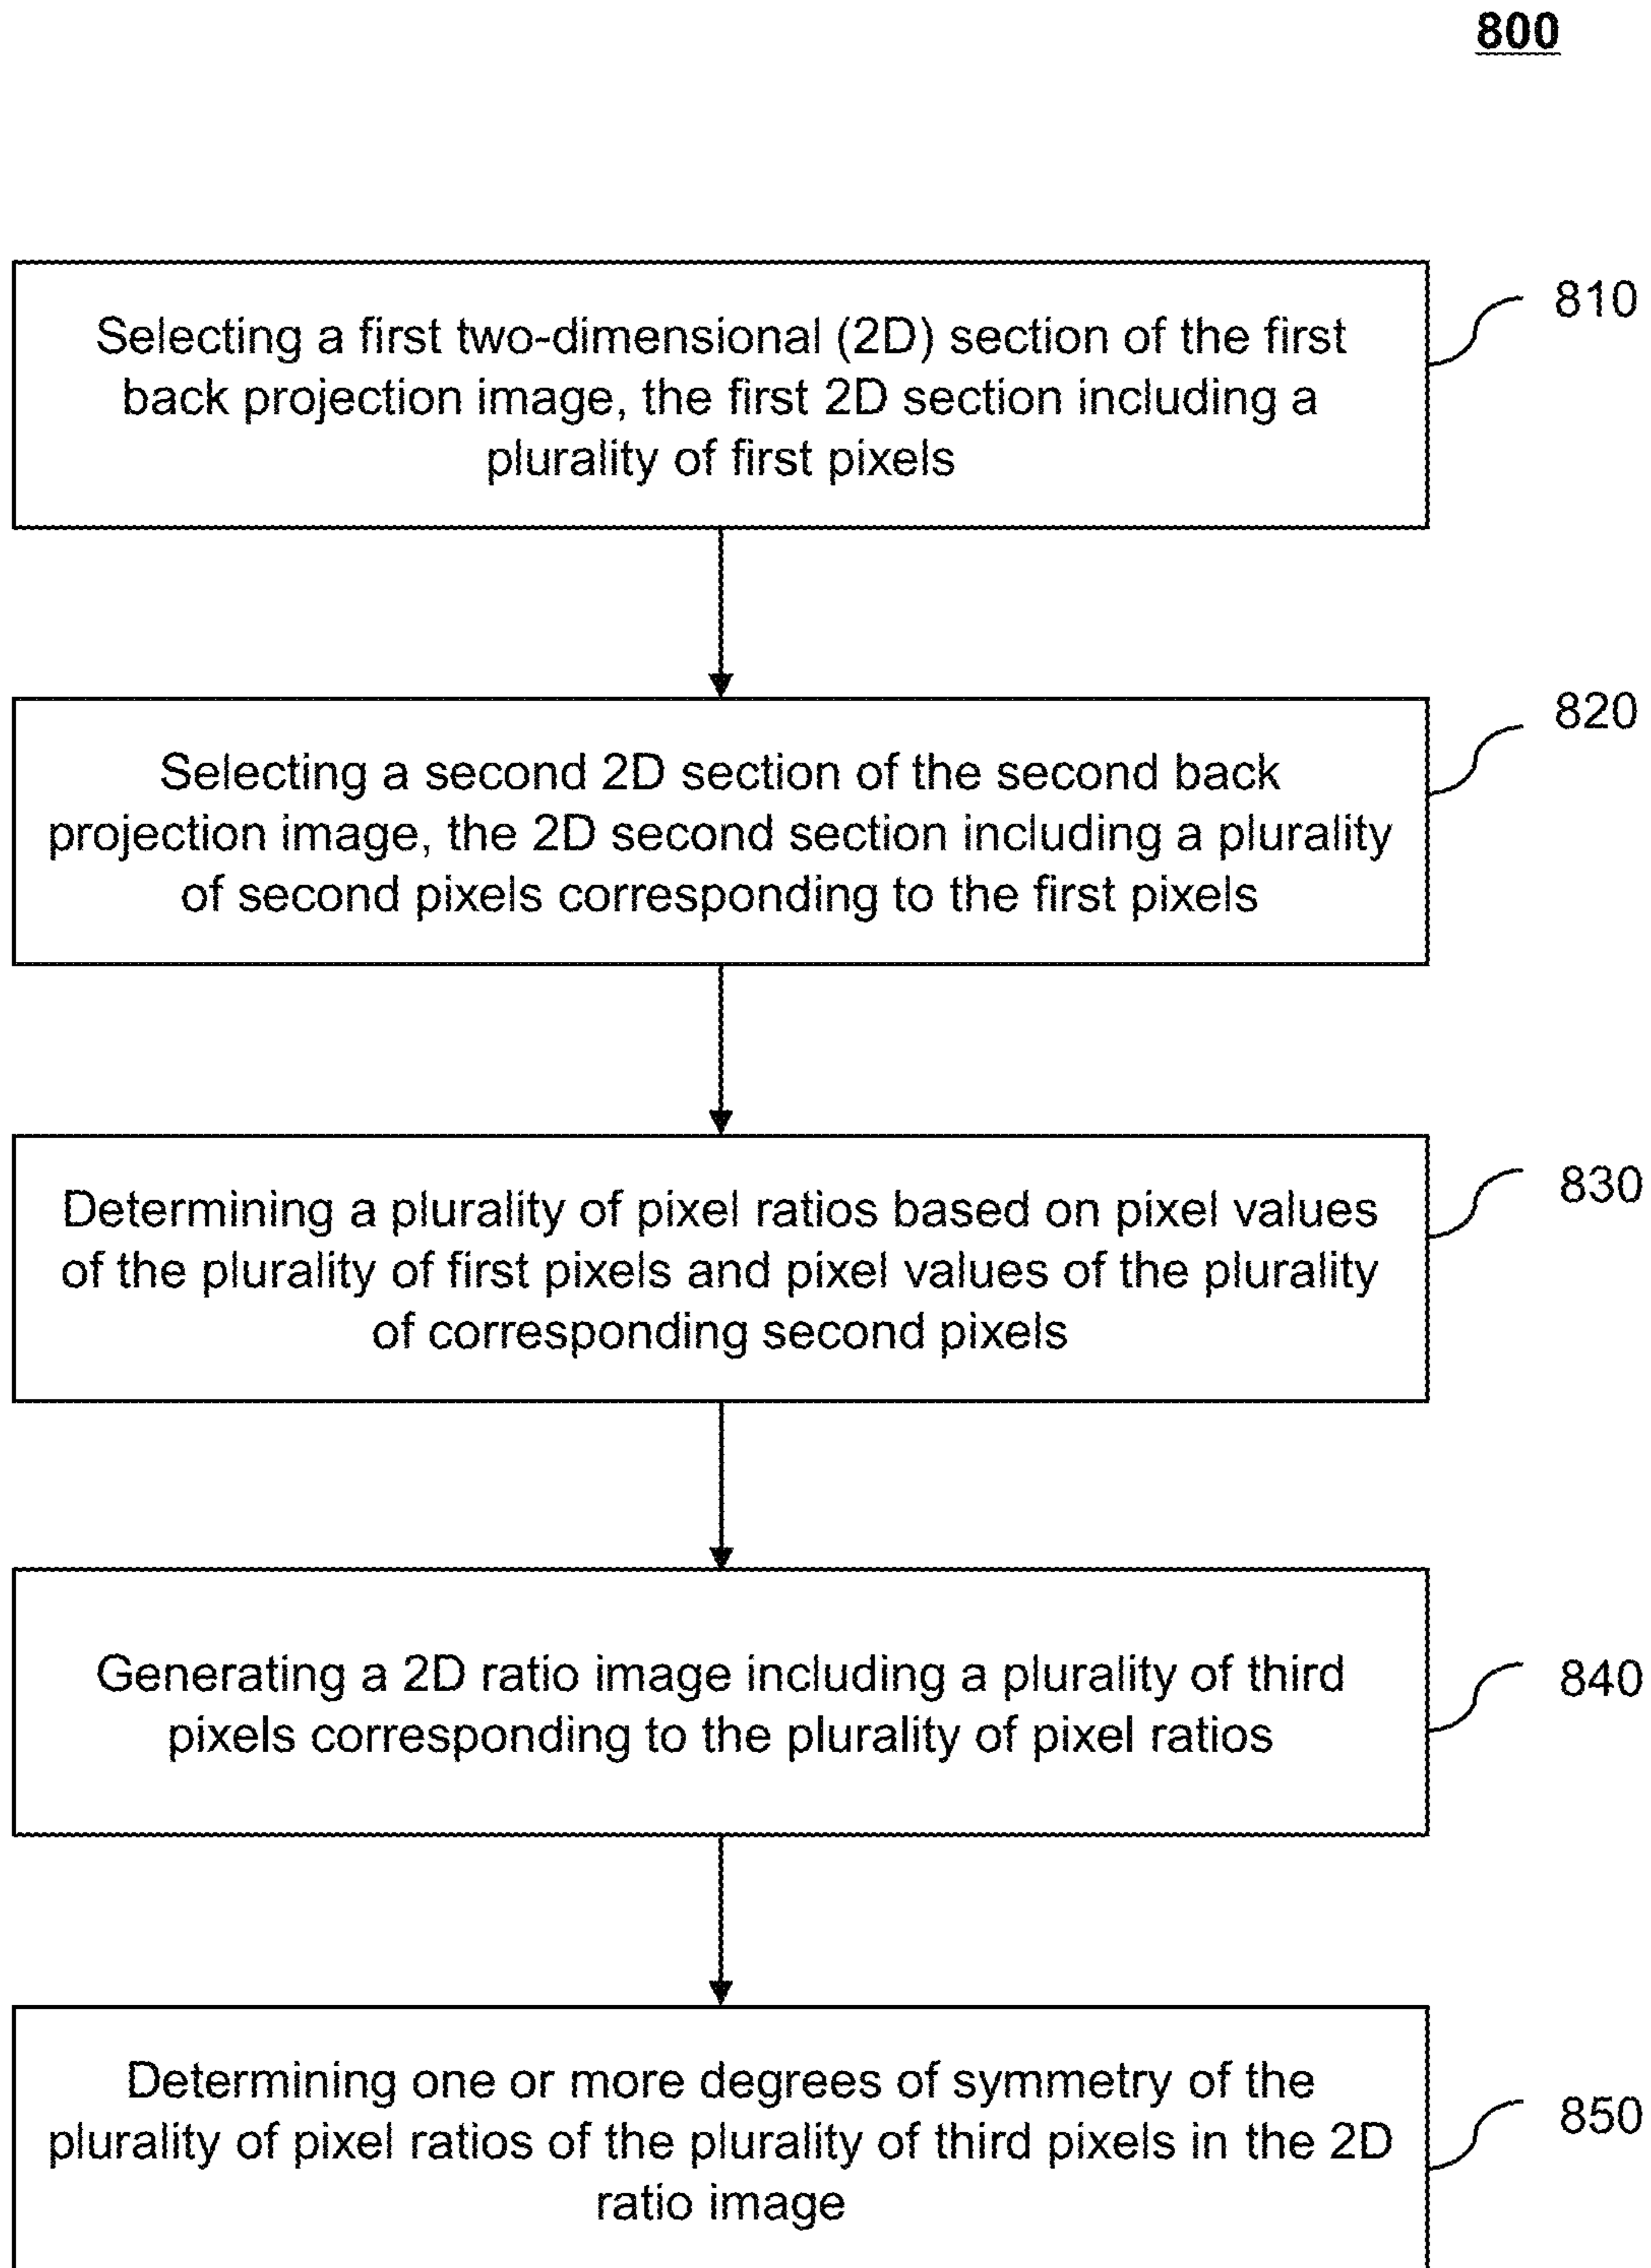 800
Selecting a first two-dimensional (2D) section of the first
back projection image, the first 2D section including a
plurality of first pixels
810
Selecting a second 2D section of the second back
projection image, the 2D second section including a plurality
of second pixels corresponding to the first pixels
820
Determining a plurality of pixel ratios based on pixel values
of the plurality of first pixels and pixel values of the plurality
of corresponding second pixels
830
Generating a 2D ratio image including a plurality of third
pixels corresponding to the plurality of pixel ratios
840
Determining one or more degrees of symmetry of the
plurality of pixel ratios of the plurality of third pixels in the 2D
ratio image
850